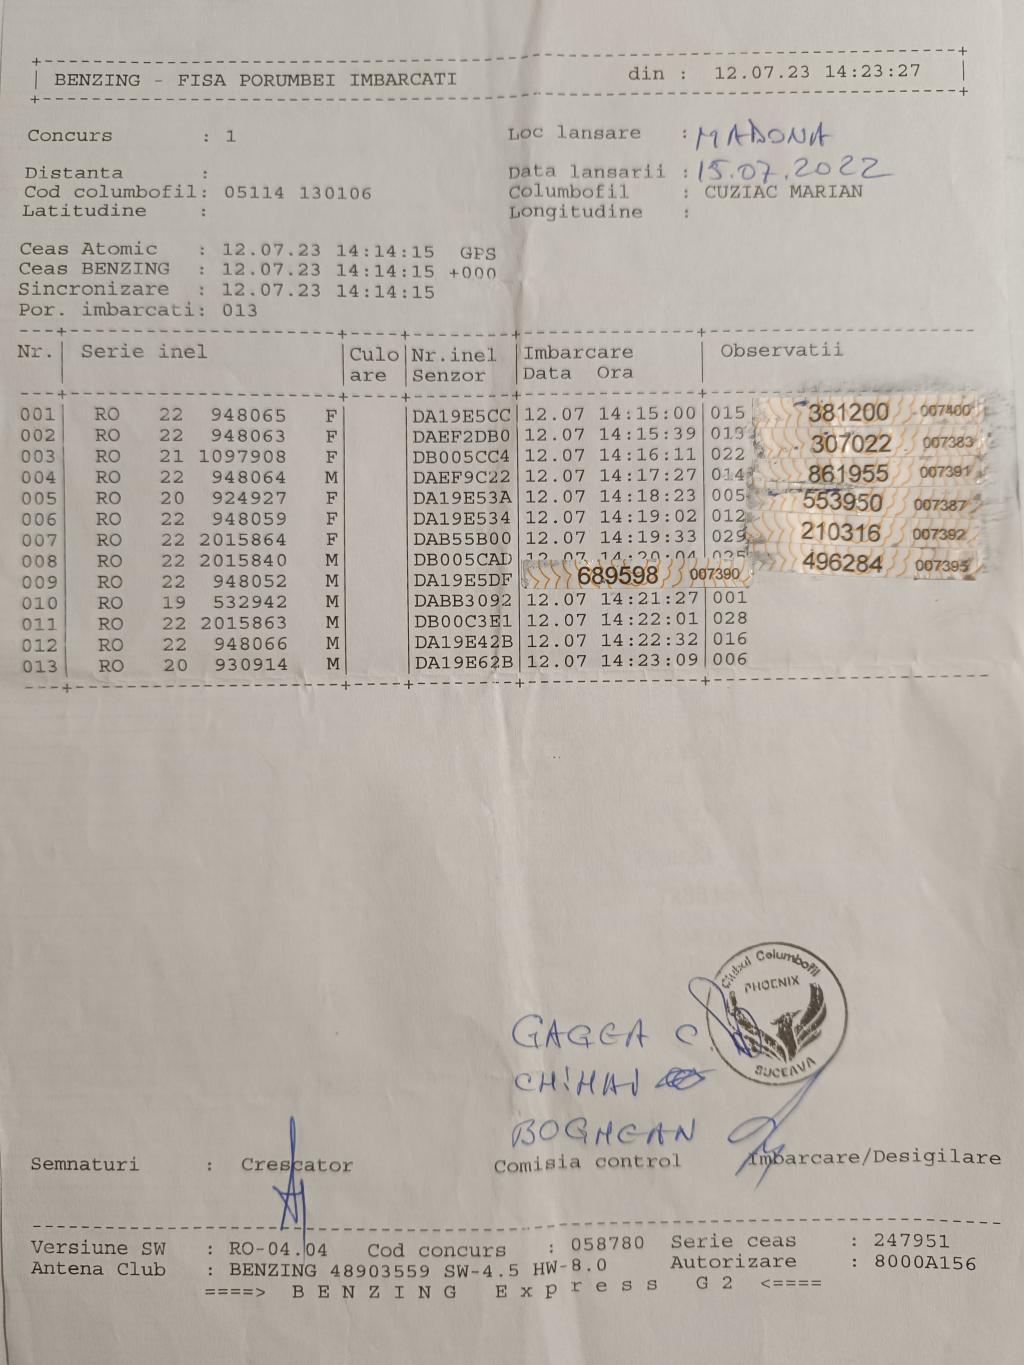 BENZING - FISA PORUMBEI IMBARCATI din : 12.07.23 14:23:27
Concurs : 1 Loc lansare : MADONA
Distanta : Data lansarii : 15.07.2022
Cod columbofil: 05114 130106 Columbofil : CUZIAC MARIAN
Latitudine : Longitudine :
Ceas Atomic : 12.07.23 14:14:15 GPS
Ceas BENZING : 12.07.23 14:14:15 +000
Sincronizare : 12.07.23 14:14:15
Por. imbarcati: 013
Nr. Serie inel Culo Nr.inel Imbarcare Observatii
are Senzor Data Ora
001 RO 22 948065 F DA19E5CC 12.07 14:15:00 015 381200 007400
002 RO 22 948063 F DAEF2DB0 12.07 14:15:39 013 307022 007383
003 RO 21 1097908 F DB005CC4 12.07 14:16:11 022
004 RO 22 948064 M DAEF9C22 12.07 14:17:27 014 861955 007391
005 RO 20 924927 F DA19E53A 12.07 14:18:23 005 553950 007387
006 RO 22 948059 F DA19E534 12.07 14:19:02 012
007 RO 22 2015864 F DAB55B00 12.07 14:19:33 029 210316 007392
008 RO 22 2015840 M DB005CAD 12.07 14:20:04 025 496284 007395
009 RO 22 948052 M DA19E5DF 689598 007390
010 RO 19 532942 M DABB3092 12.07 14:21:27 001
011 RO 22 2015863 M DB00C3E1 12.07 14:22:01 028
012 RO 22 948066 M DA19E42B 12.07 14:22:32 016
013 RO 20 930914 M DA19E62B 12.07 14:23:09 006
Clubul Columbofil
PHOENIX
SUCEAVA
GAGEA C.
CHIHAI
BOGHEAN
Semnaturi : Crescator Comisia control Imbarcare/Desigilare
Versiune SW : RO-04.04 Cod concurs : 058780 Serie ceas : 247951
Antena Club : BENZING 48903559 SW-4.5 HW-8.0 Autorizare : 8000A156
====> B E N Z I N G E x p r e s s G 2 <====